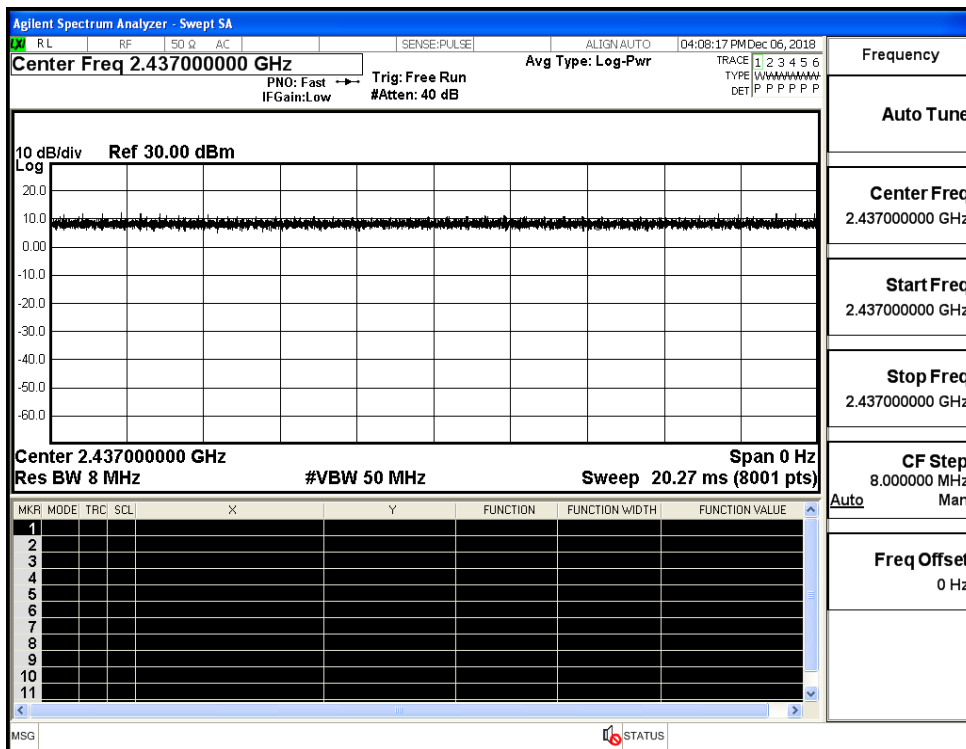 Agilent Spectrum Analyzer - Swept SA
LXI RL RF 50 Ω AC SENSE:PULSE ALIGN AUTO 04:08:17 PM Dec 06, 2018
Center Freq 2.437000000 GHz
PNO: Fast
IFGain:Low
Trig: Free Run
#Atten: 40 dB
Avg Type: Log-Pwr
TRACE 1 2 3 4 5 6
TYPE WWWWWW
DET P P P P P P
10 dB/div Ref 30.00 dBm
Log
20.0
10.0
0.00
-10.0
-20.0
-30.0
-40.0
-50.0
-60.0
Center 2.437000000 GHz Span 0 Hz
Res BW 8 MHz #VBW 50 MHz Sweep 20.27 ms (8001 pts)
MKR MODE TRC SCL X Y FUNCTION FUNCTION WIDTH FUNCTION VALUE
1
2
3
4
5
6
7
8
9
10
11
MSG STATUS
Frequency
Auto Tune
Center Freq
2.437000000 GHz
Start Freq
2.437000000 GHz
Stop Freq
2.437000000 GHz
CF Step
8.000000 MHz
Auto Man
Freq Offset
0 Hz